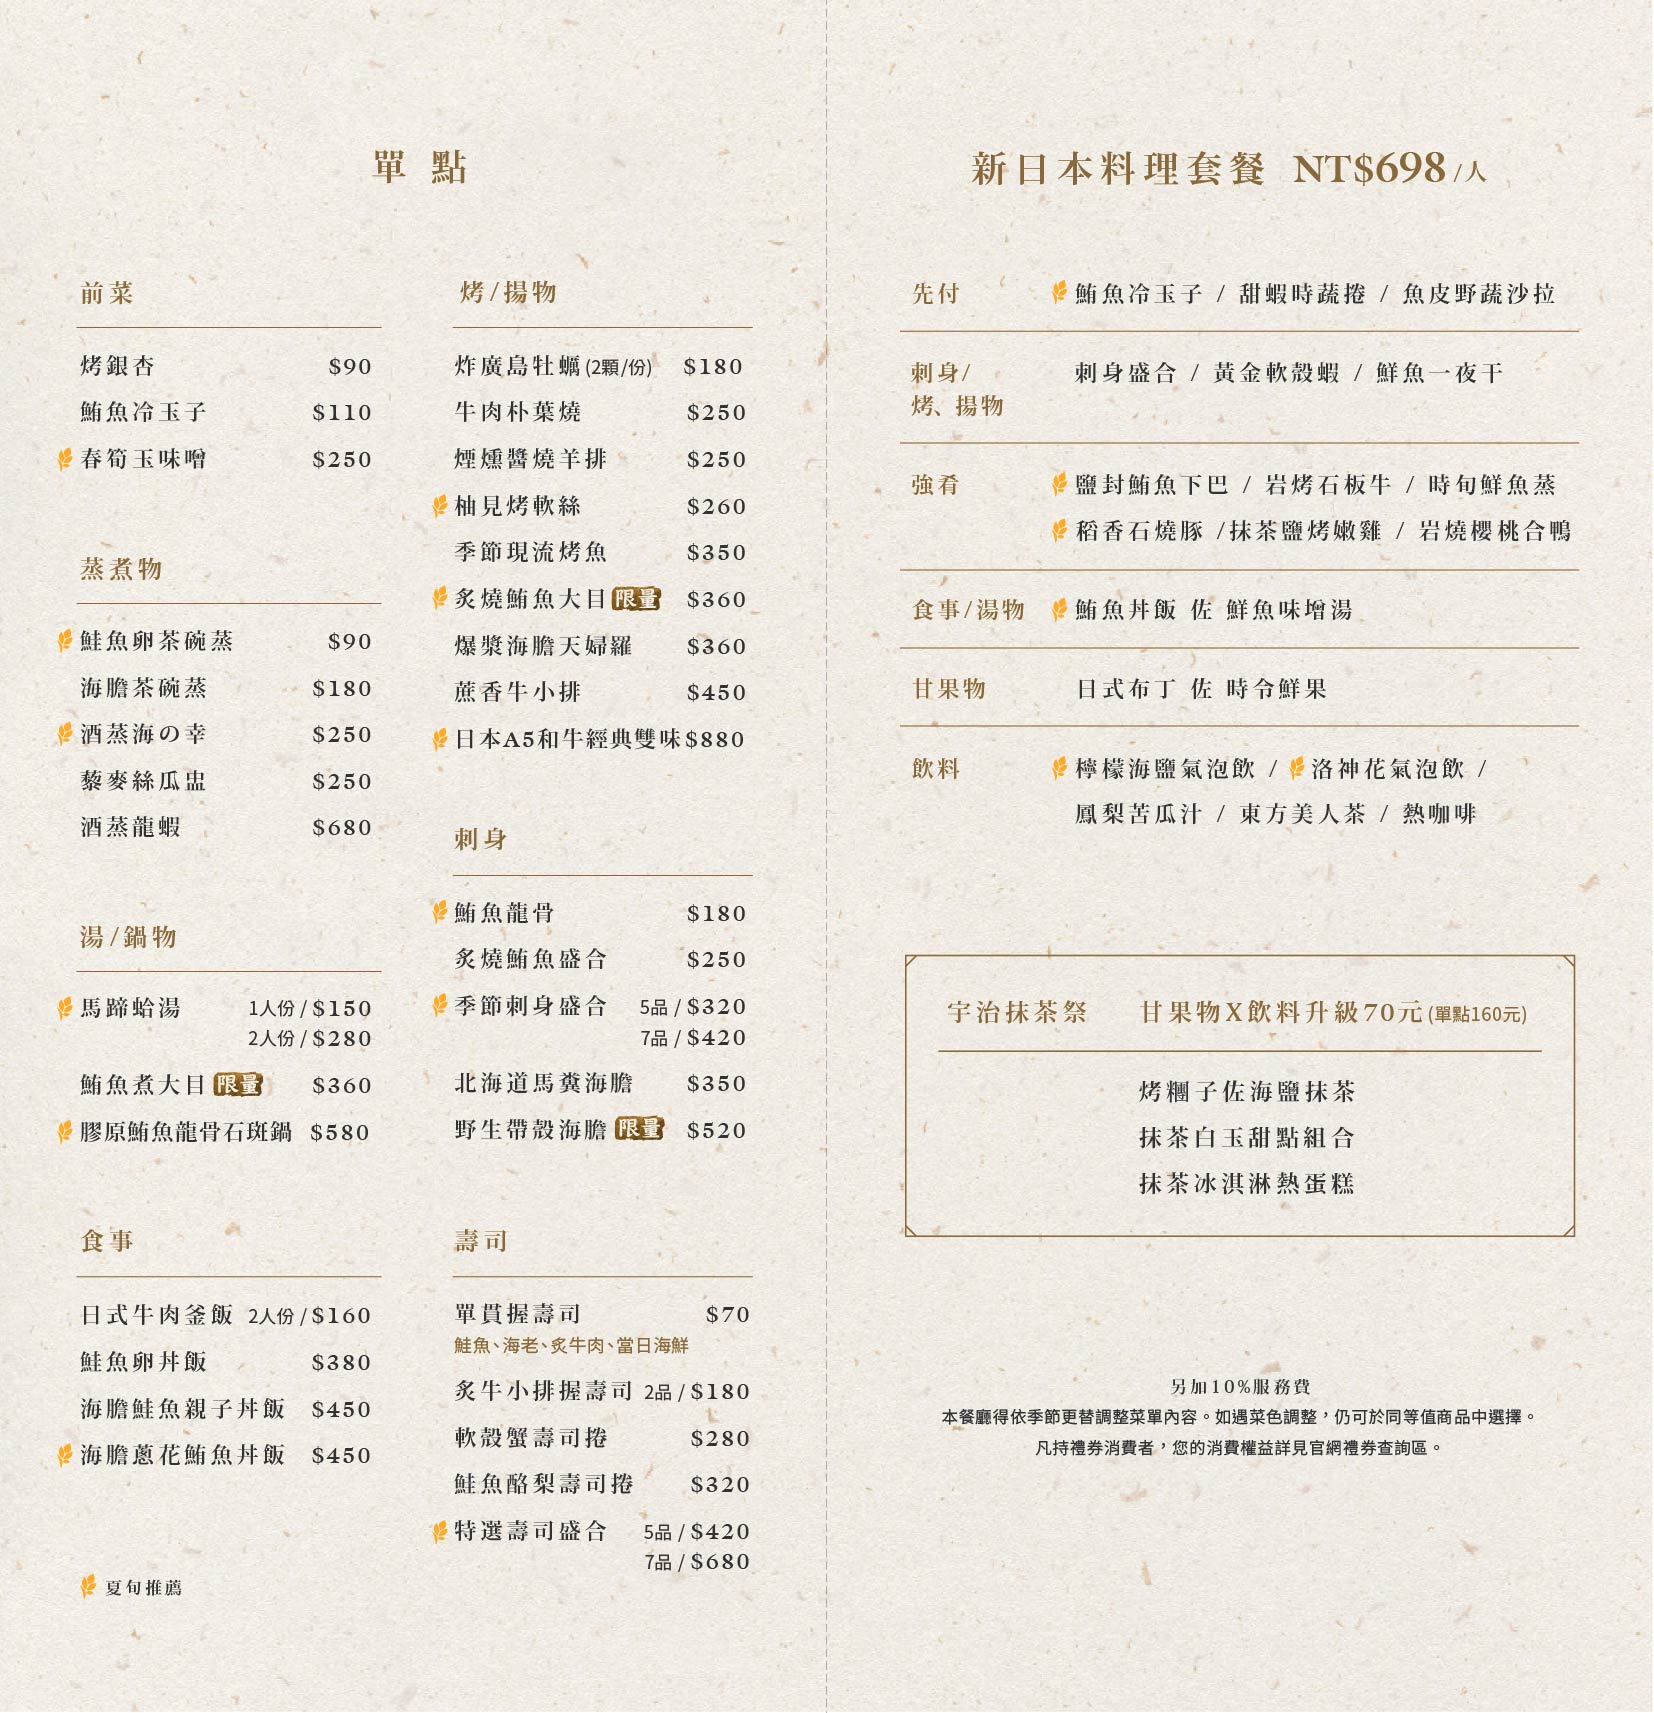 單點
前菜
烤銀杏 $90
鮪魚冷玉子 $110
春筍玉味噌 $250
蒸煮物
鮭魚卵茶碗蒸 $90
海膽茶碗蒸 $180
酒蒸海の幸 $250
藜麥絲瓜盅 $250
酒蒸龍蝦 $680
湯/鍋物
馬蹄蛤湯 1人份 / $150
2人份 / $280
鮪魚煮大目 限量 $360
膠原鮪魚龍骨石斑鍋 $580
食事
日式牛肉釜飯 2人份 / $160
鮭魚卵丼飯 $380
海膽鮭魚親子丼飯 $450
海膽蔥花鮪魚丼飯 $450
夏旬推薦
烤/揚物
炸廣島牡蠣(2顆/份) $180
牛肉朴葉燒 $250
煙燻醬燒羊排 $250
柚見烤軟絲 $260
季節現流烤魚 $350
炙燒鮪魚大目 限量 $360
爆漿海膽天婦羅 $360
蔗香牛小排 $450
日本A5和牛經典雙味 $880
刺身
鮪魚龍骨 $180
炙燒鮪魚盛合 $250
季節刺身盛合 5品 / $320
7品 / $420
北海道馬糞海膽 $350
野生帶殼海膽 限量 $520
壽司
單貫握壽司 $70
鮭魚、海老、炙牛肉、當日海鮮
炙牛小排握壽司 2品 / $180
軟殼蟹壽司捲 $280
鮭魚酪梨壽司捲 $320
特選壽司盛合 5品 / $420
7品 / $680
新日本料理套餐 NT$698/人
先付 鮪魚冷玉子 / 甜蝦時蔬捲 / 魚皮野蔬沙拉
刺身/ 刺身盛合 / 黃金軟殼蝦 / 鮮魚一夜干
烤、揚物
強肴 鹽封鮪魚下巴 / 岩烤石板牛 / 時旬鮮魚蒸
稻香石燒豚 /抹茶鹽烤嫩雞 / 岩燒櫻桃合鴨
食事/湯物 鮪魚丼飯 佐 鮮魚味增湯
甘果物 日式布丁 佐 時令鮮果
飲料 檸檬海鹽氣泡飲 / 洛神花氣泡飲 /
鳳梨苦瓜汁 / 東方美人茶 / 熱咖啡
宇治抹茶祭 甘果物X飲料升級70元(單點160元)
烤糰子佐海鹽抹茶
抹茶白玉甜點組合
抹茶冰淇淋熱蛋糕
另加10%服務費
本餐廳得依季節更替調整菜單內容。如遇菜色調整，仍可於同等值商品中選擇。
凡持禮券消費者，您的消費權益詳見官網禮券查詢區。